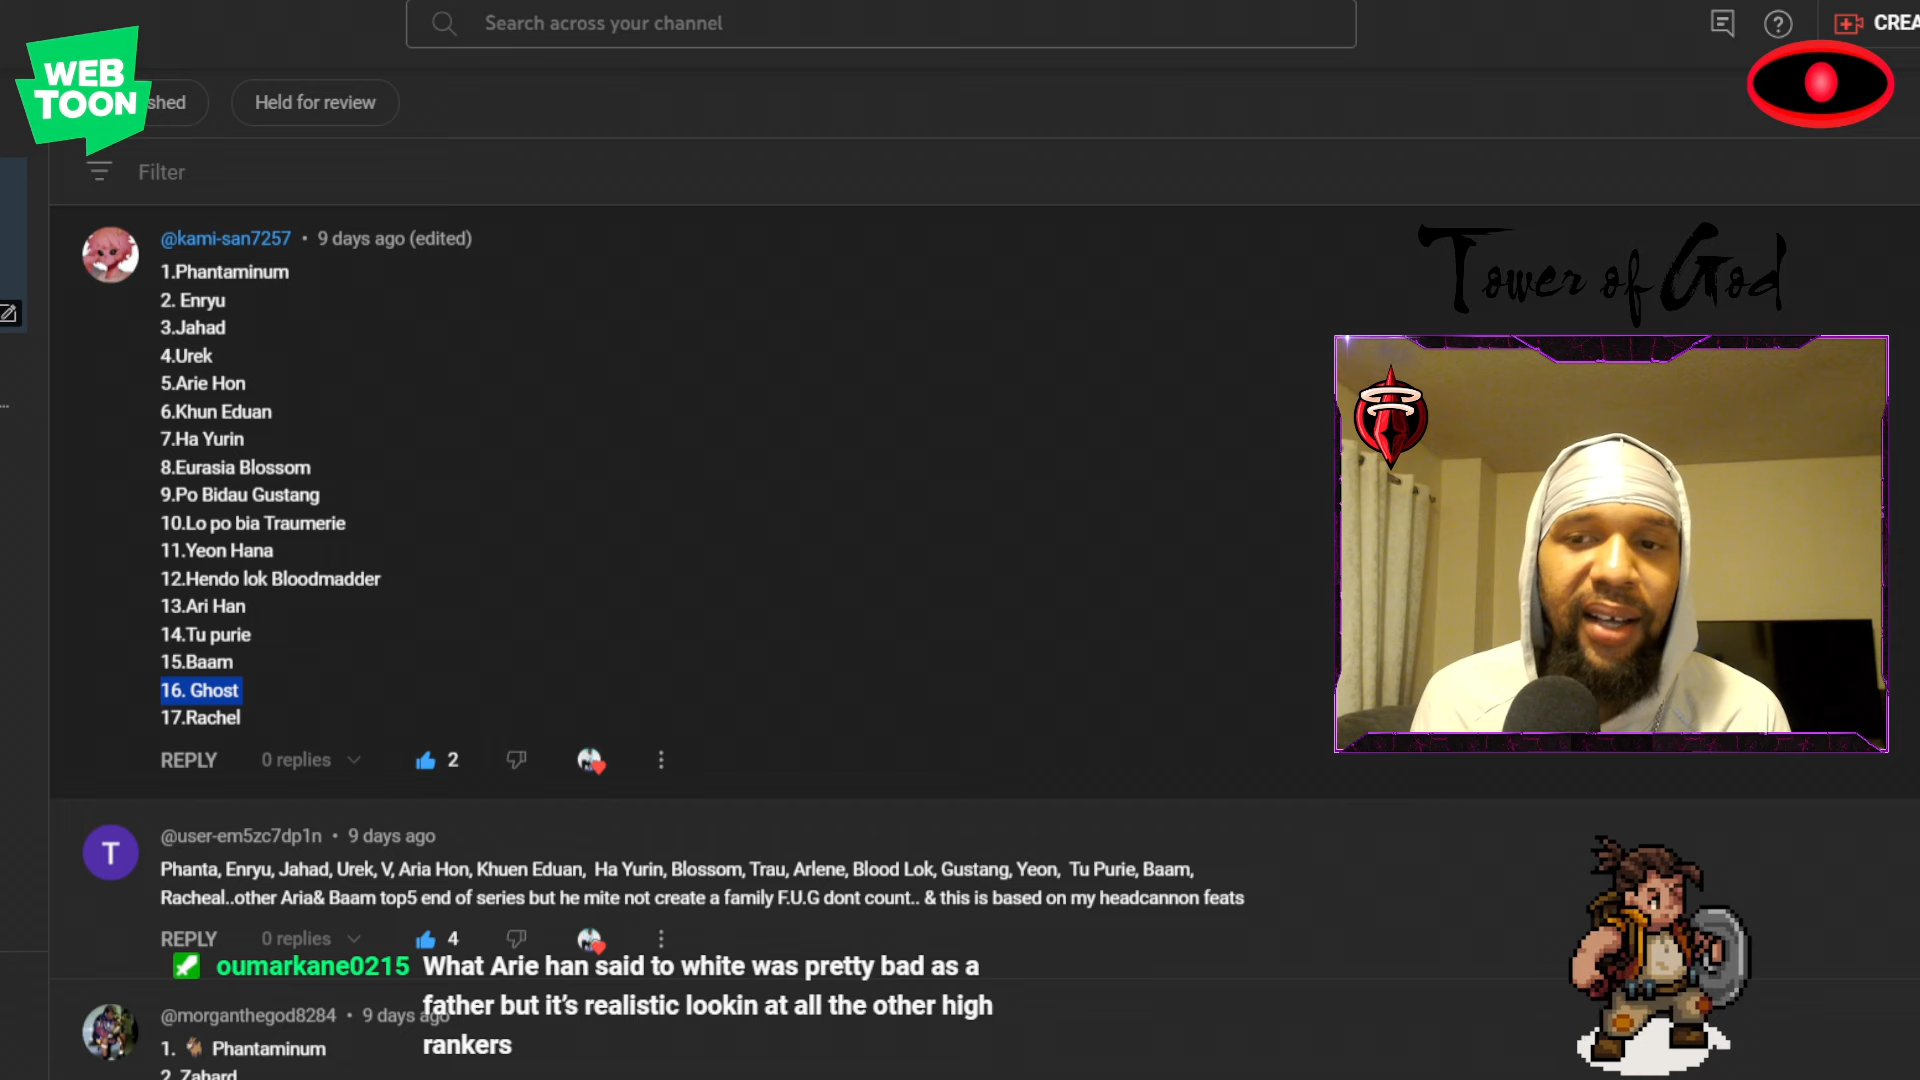 Search across your channel
CREA
WEB
TOON
shed
Held for review
Filter
@kami-san7257 • 9 days ago (edited)
1.Phantaminum
2. Enryu
3.Jahad
4.Urek
5.Arie Hon
6.Khun Eduan
7.Ha Yurin
8.Eurasia Blossom
9.Po Bidau Gustang
10.Lo po bia Traumerie
11.Yeon Hana
12.Hendo lok Bloodmadder
13.Ari Han
14.Tu purie
15.Baam
16. Ghost
17.Rachel
REPLY 0 replies 2
Tower of God
T
@user-em5zc7dp1n • 9 days ago
Phanta, Enryu, Jahad, Urek, V, Aria Hon, Khuen Eduan, Ha Yurin, Blossom, Trau, Arlene, Blood Lok, Gustang, Yeon, Tu Purie, Baam,
Racheal..other Aria& Baam top5 end of series but he mite not create a family F.U.G dont count.. & this is based on my headcannon feats
REPLY 0 replies 4
oumarkane0215 What Arie han said to white was pretty bad as a
father but it's realistic lookin at all the other high
rankers
@morganthegod8284 • 9 days ago
1. Phantaminum
2. Zahard